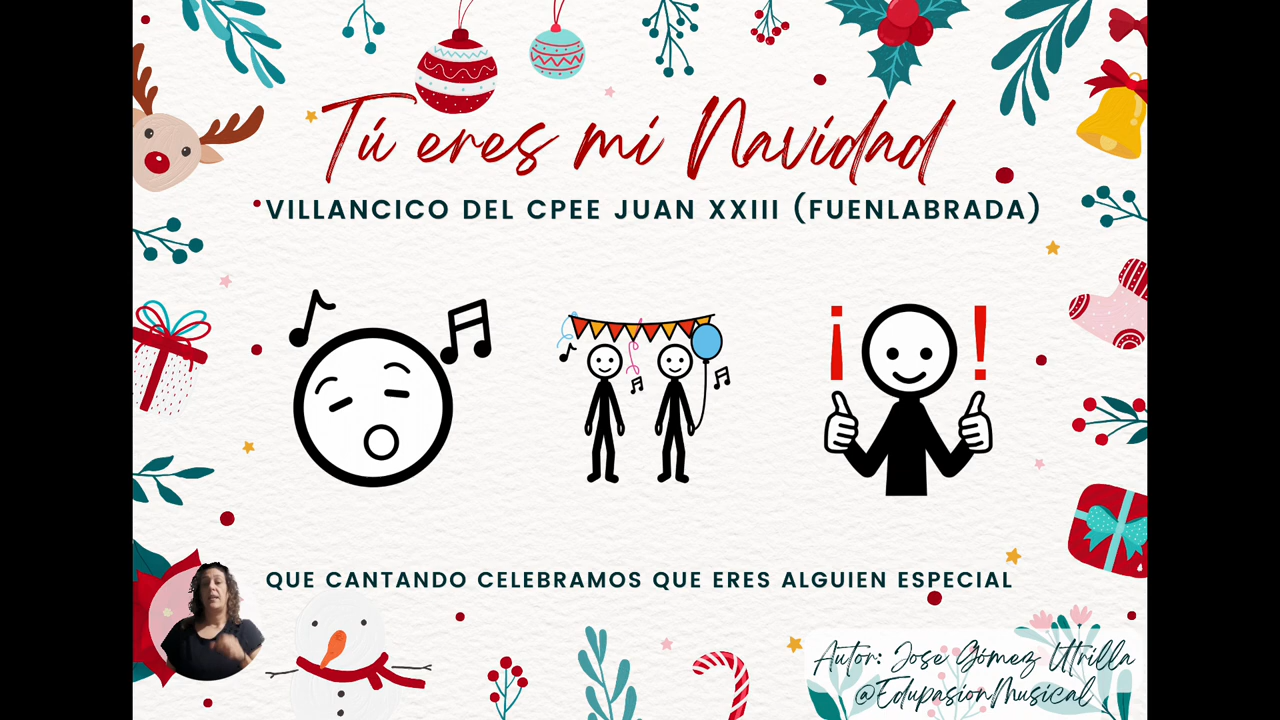 Tú eres mi Navidad
VILLANCICO DEL CPEE JUAN XXIII (FUENLABRADA)
¡ !
QUE CANTANDO CELEBRAMOS QUE ERES ALGUIEN ESPECIAL
Autor: Jose Gómez Utrilla
@EdupasionMusical